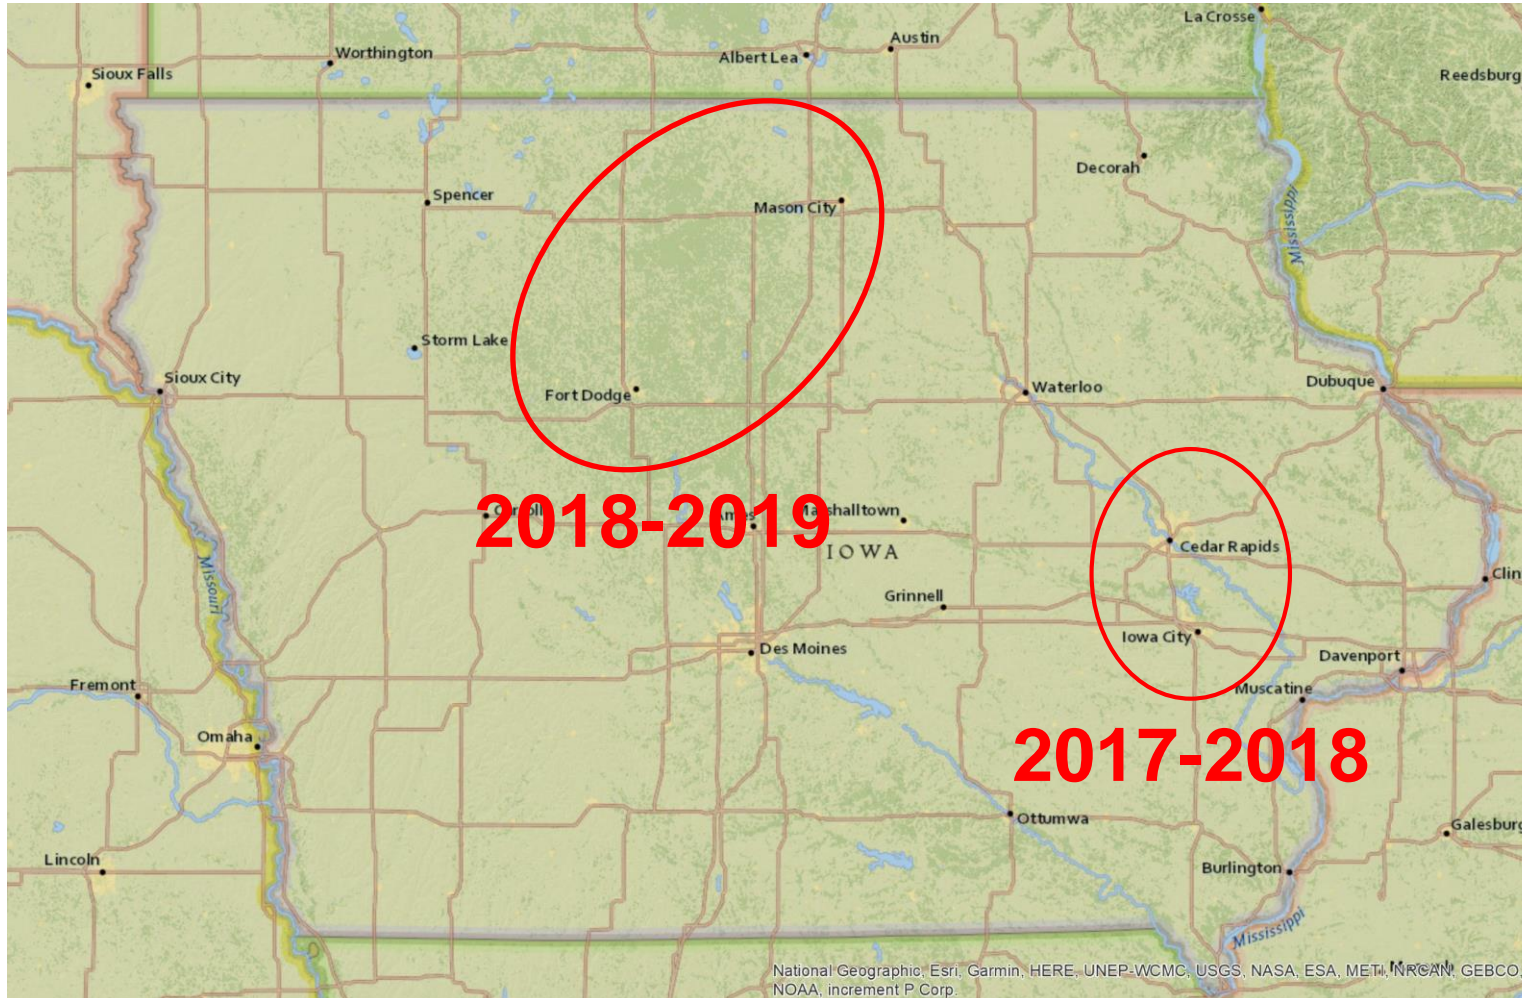 La Crosse
Austin
Worthington
Albert Lea
Sioux Falls
Reedsburg
Decorah
Spencer
Mason City
Mississippi
Storm Lake
Sioux City
Fort Dodge
Waterloo
Dubuque
2018-2019
Marshalltown
Ames
IOWA
Cedar Rapids
Missouri
Clin
Grinnell
Iowa City
Des Moines
Davenport
Fremont
Muscatine
Omaha
2017-2018
Ottumwa
Galesburg
Lincoln
Burlington
Mississippi
National Geographic, Esri, Garmin, HERE, UNEP-WCMC, USGS, NASA, ESA, METI, NRCAN, GEBCO,
NOAA, increment P Corp.